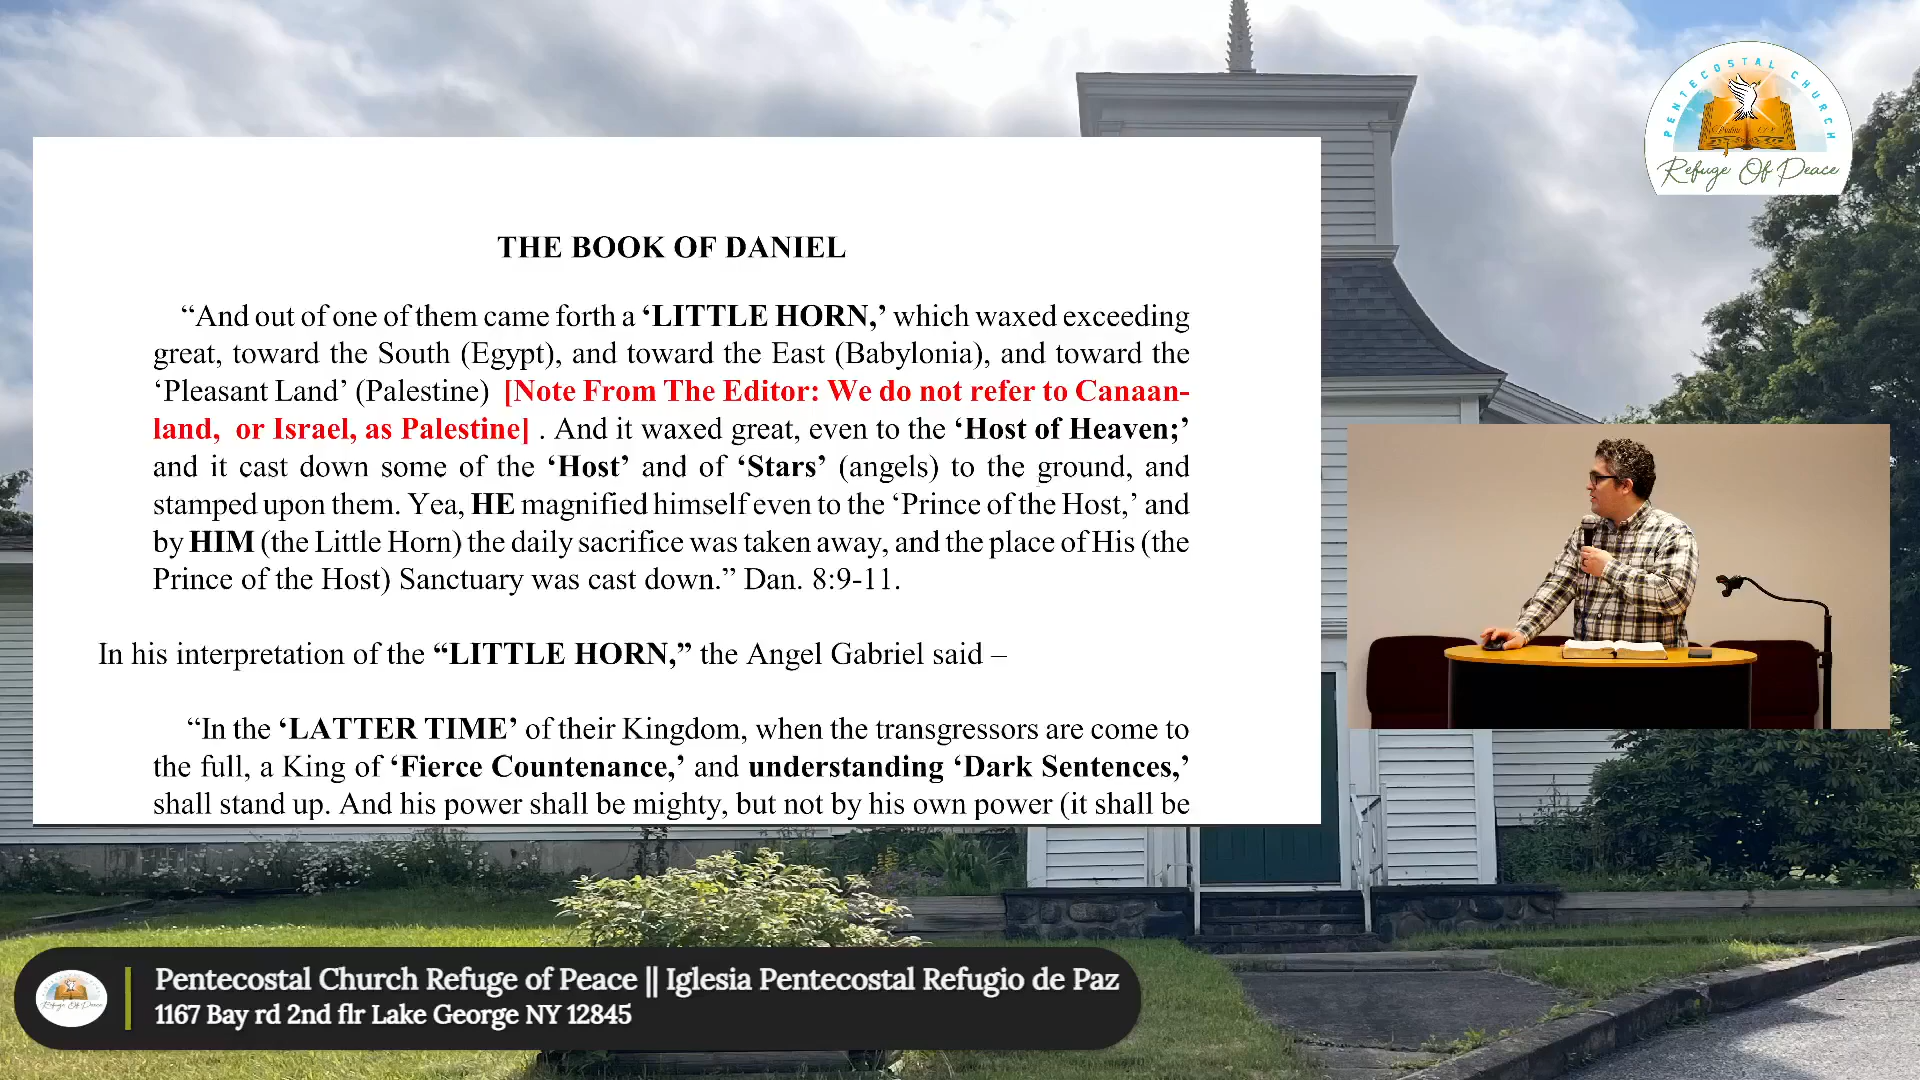 PENTECOSTAL CHURCH
Refuge Of Peace
THE BOOK OF DANIEL
“And out of one of them came forth a ‘LITTLE HORN,’ which waxed exceeding
great, toward the South (Egypt), and toward the East (Babylonia), and toward the
‘Pleasant Land’ (Palestine) [Note From The Editor: We do not refer to Canaan-
land, or Israel, as Palestine] . And it waxed great, even to the ‘Host of Heaven;’
and it cast down some of the ‘Host’ and of ‘Stars’ (angels) to the ground, and
stamped upon them. Yea, HE magnified himself even to the ‘Prince of the Host,’ and
by HIM (the Little Horn) the daily sacrifice was taken away, and the place of His (the
Prince of the Host) Sanctuary was cast down.” Dan. 8:9-11.
In his interpretation of the “LITTLE HORN,” the Angel Gabriel said –
“In the ‘LATTER TIME’ of their Kingdom, when the transgressors are come to
the full, a King of ‘Fierce Countenance,’ and understanding ‘Dark Sentences,’
shall stand up. And his power shall be mighty, but not by his own power (it shall be
Pentecostal Church Refuge of Peace || Iglesia Pentecostal Refugio de Paz
1167 Bay rd 2nd flr Lake George NY 12845